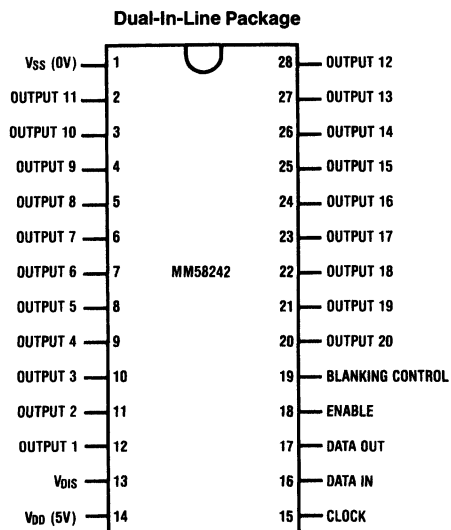 Dual-In-Line Package
VSS (0V) 1 28 OUTPUT 12
OUTPUT 11 2 27 OUTPUT 13
OUTPUT 10 3 26 OUTPUT 14
OUTPUT 9 4 25 OUTPUT 15
OUTPUT 8 5 24 OUTPUT 16
OUTPUT 7 6 23 OUTPUT 17
OUTPUT 6 7 MM58242 22 OUTPUT 18
OUTPUT 5 8 21 OUTPUT 19
OUTPUT 4 9 20 OUTPUT 20
OUTPUT 3 10 19 BLANKING CONTROL
OUTPUT 2 11 18 ENABLE
OUTPUT 1 12 17 DATA OUT
VDIS 13 16 DATA IN
VDD (5V) 14 15 CLOCK